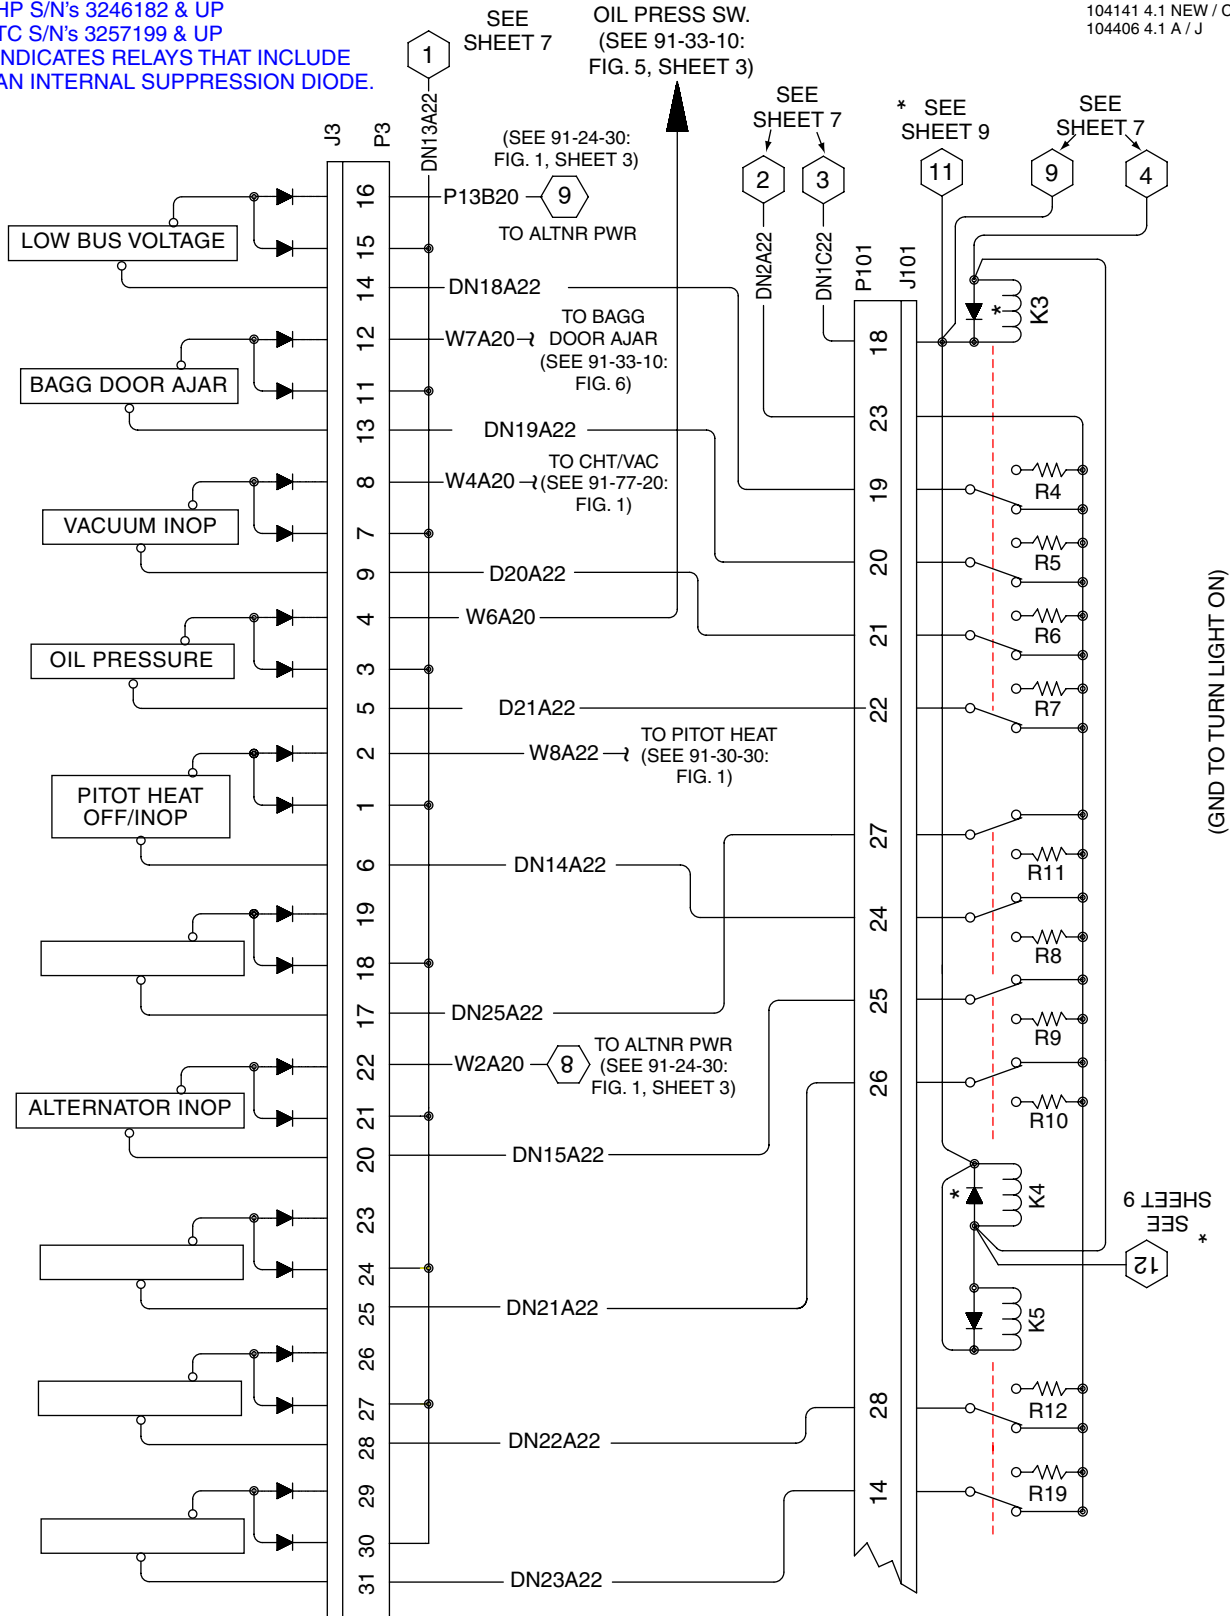 HP S/N's 3246182 & UP
TC S/N's 3257199 & UP
INDICATES RELAYS THAT INCLUDE
AN INTERNAL SUPPRESSION DIODE.
SEE
SHEET 7
1
DN13A22
OIL PRESS SW.
(SEE 91-33-10:
FIG. 5, SHEET 3)
104141 4.1 NEW / C
104406 4.1 A / J
SEE
SHEET 7
2
3
DN2A22
DN1C22
* SEE
SHEET 9
11
SEE
SHEET 7
9
4
J3
P3
P101
J101
(SEE 91-24-30:
FIG. 1, SHEET 3)
16
P13B20
9
TO ALTNR PWR
LOW BUS VOLTAGE
15
14
DN18A22
12
W7A20
TO BAGG
DOOR AJAR
(SEE 91-33-10:
FIG. 6)
BAGG DOOR AJAR
11
13
DN19A22
8
W4A20
TO CHT/VAC
(SEE 91-77-20:
FIG. 1)
VACUUM INOP
7
9
D20A22
4
W6A20
OIL PRESSURE
3
5
D21A22
2
W8A22
TO PITOT HEAT
(SEE 91-30-30:
FIG. 1)
PITOT HEAT
OFF/INOP
1
6
DN14A22
19
18
17
DN25A22
22
W2A20
8
TO ALTNR PWR
(SEE 91-24-30:
FIG. 1, SHEET 3)
ALTERNATOR INOP
21
20
DN15A22
23
24
25
DN21A22
26
27
28
DN22A22
29
30
31
DN23A22
18
*
K3
23
19
R4
20
R5
21
R6
22
R7
27
R11
24
R8
25
R9
26
R10
*
K4
* SEE
SHEET 9
12
K5
28
R12
14
R19
(GND TO TURN LIGHT ON)